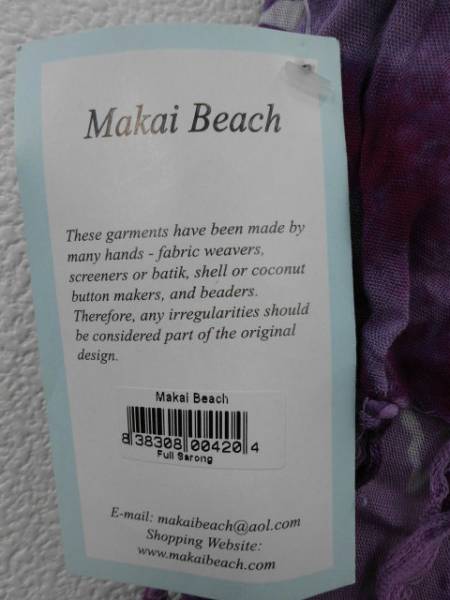 Makai Beach
These garments have been made by
many hands - fabric weavers,
screeners or batik, shell or coconut
button makers, and beaders.
Therefore, any irregularities should
be considered part of the original
design.
Makai Beach
8 38308 00420 4
Full Sarong
E-mail: makaibeach@aol.com
Shopping Website:
www.makaibeach.com